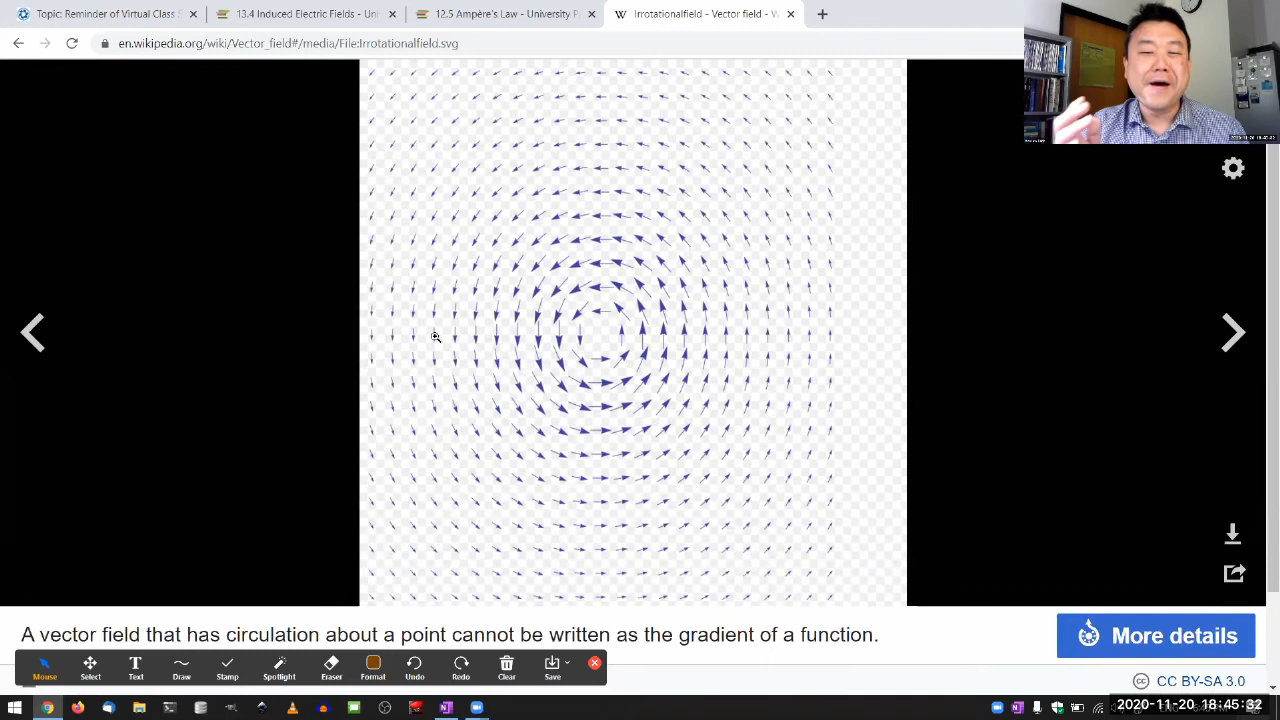 Topic: Reminder of Virtual Class
13.4 Induced Electric Fields - Uni
12.5 Ampère's Law - University P
Irrotationalfield - Vector field - W
en.wikipedia.org/wiki/Vector_field#/media/File:Irrotationalfield.svg
A vector field that has circulation about a point cannot be written as the gradient of a function.
More details
Mouse
Select
Text
Draw
Stamp
Spotlight
Eraser
Format
Undo
Redo
Clear
Save
CC BY-SA 3.0
2020-11-20 18:45:32